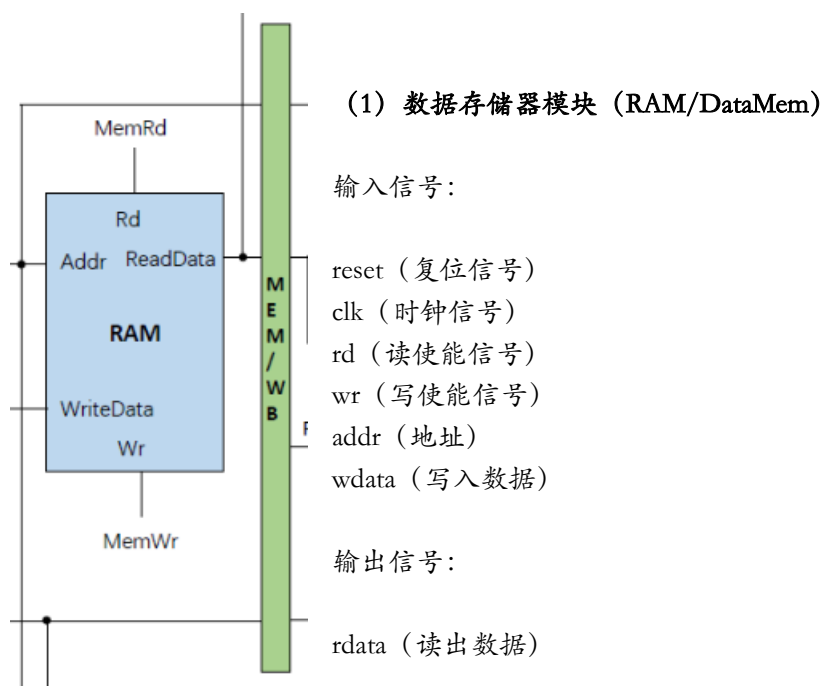 MemRd
Rd
Addr ReadData
RAM
WriteData
Wr
MemWr
M
E
M
/
W
B
（1）数据存储器模块（RAM/DataMem）
输入信号：
reset（复位信号）
clk（时钟信号）
rd（读使能信号）
wr（写使能信号）
addr（地址）
wdata（写入数据）
输出信号：
rdata（读出数据）